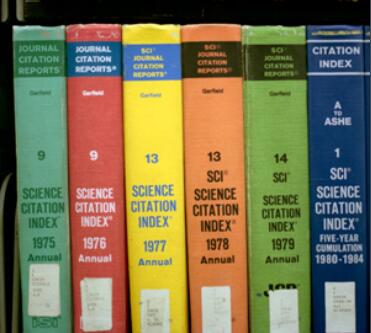 JOURNAL
CITATION
REPORTS®
Garfield
9
SCIENCE
CITATION
INDEX®
1975
Annual
isi
JOURNAL
CITATION
REPORTS®
Garfield
9
SCIENCE
CITATION
INDEX®
1976
Annual
SCI®
JOURNAL
CITATION
REPORTS®
Garfield
13
SCIENCE
CITATION
INDEX®
1977
Annual
SCI®
JOURNAL
CITATION
REPORTS®
Garfield
13
SCI®
SCIENCE
CITATION
INDEX®
1978
Annual
SCI®
JOURNAL
CITATION
REPORTS®
Garfield
14
SCI®
SCIENCE
CITATION
INDEX®
1979
Annual
CITATION
INDEX
A
TO
ASHE
1
SCI®
SCIENCE
CITATION
INDEX®
FIVE-YEAR
CUMULATION
1980-1984